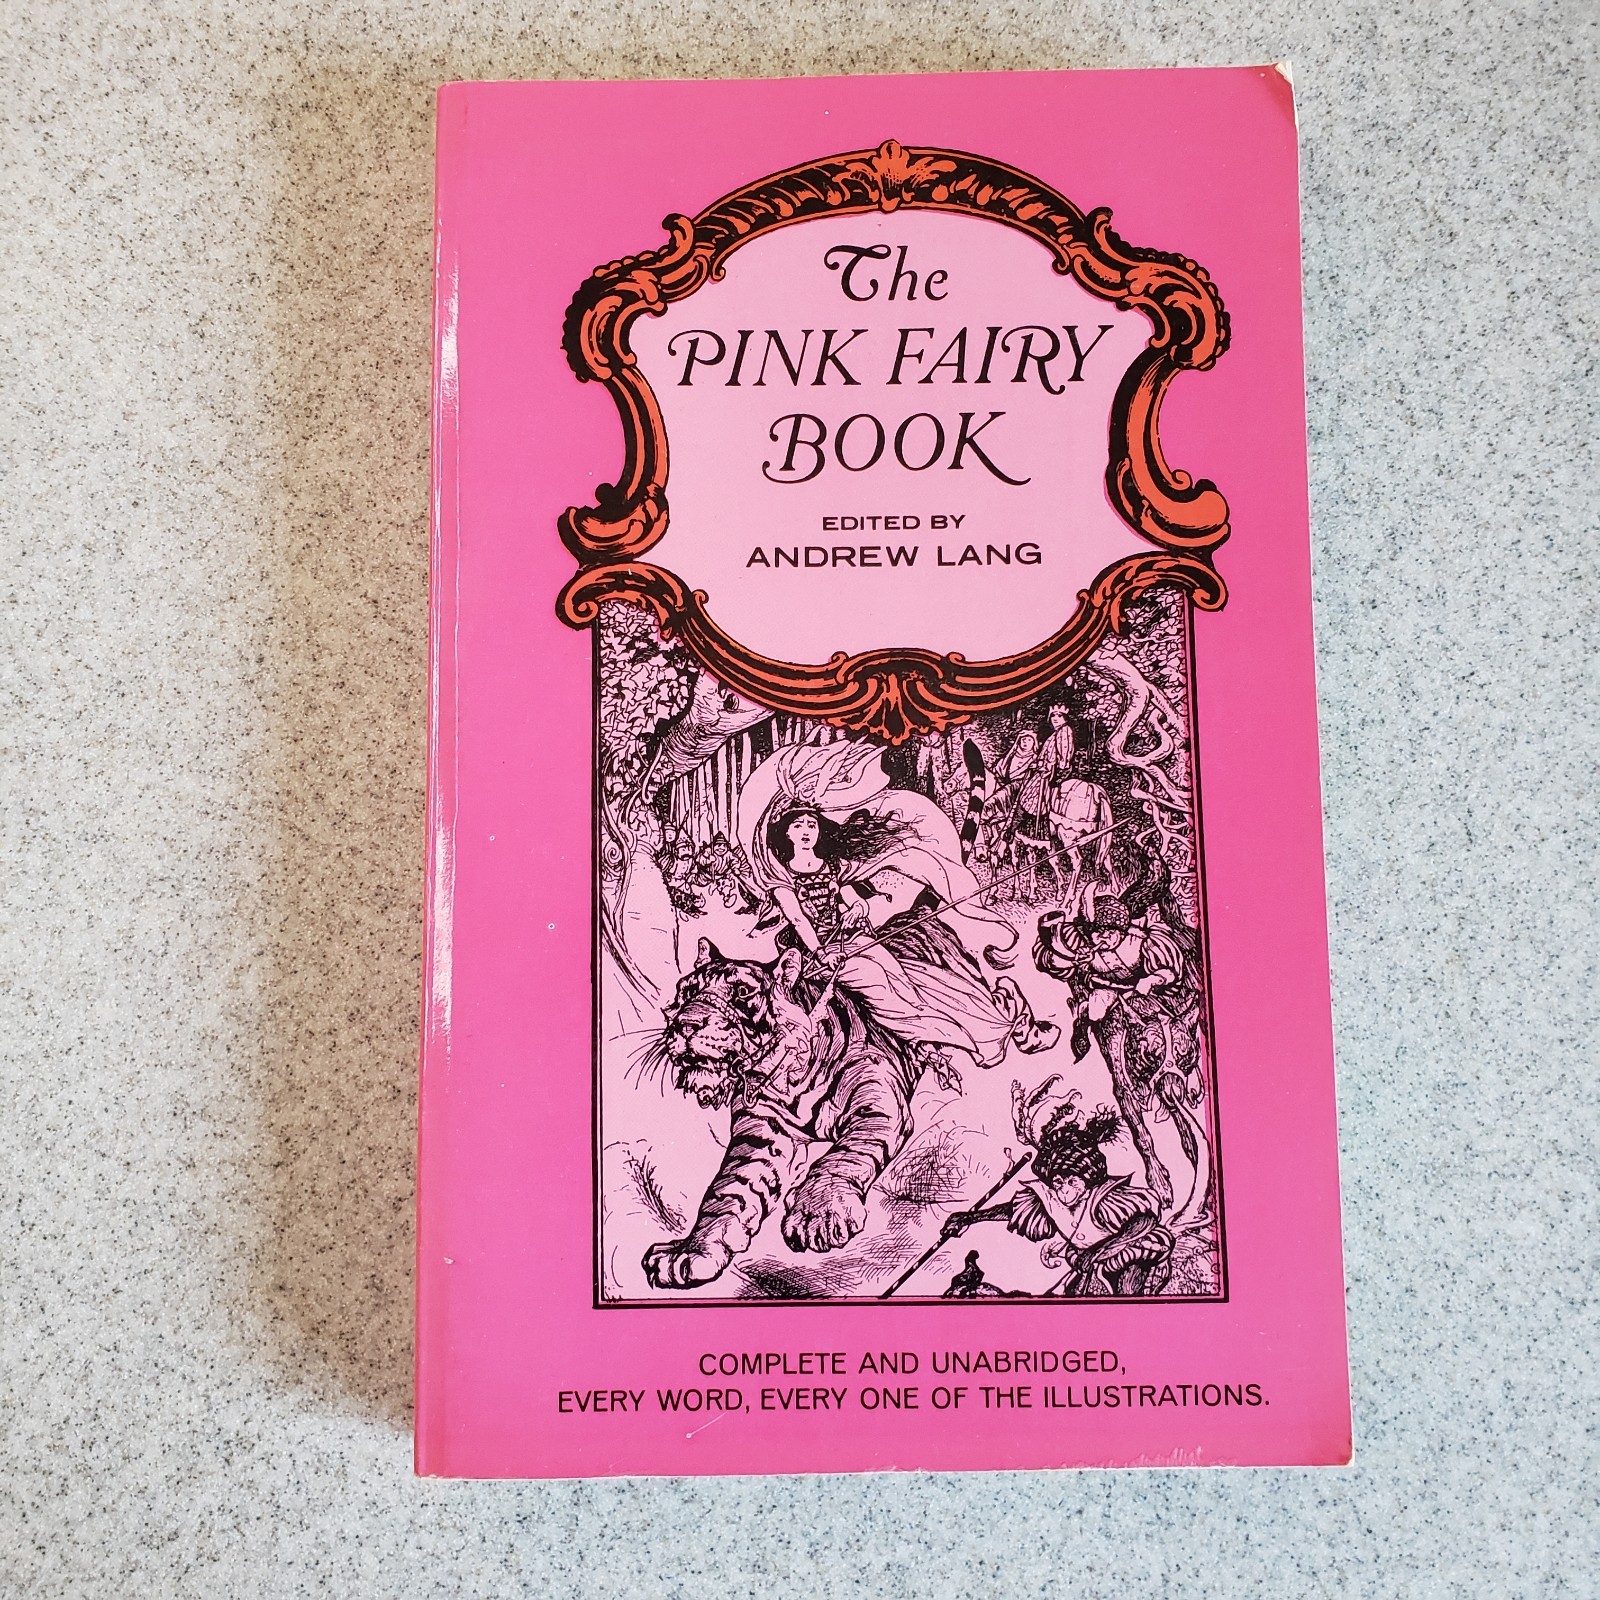 The
PINK FAIRY
BOOK
EDITED BY
ANDREW LANG
COMPLETE AND UNABRIDGED,
EVERY WORD, EVERY ONE OF THE ILLUSTRATIONS.